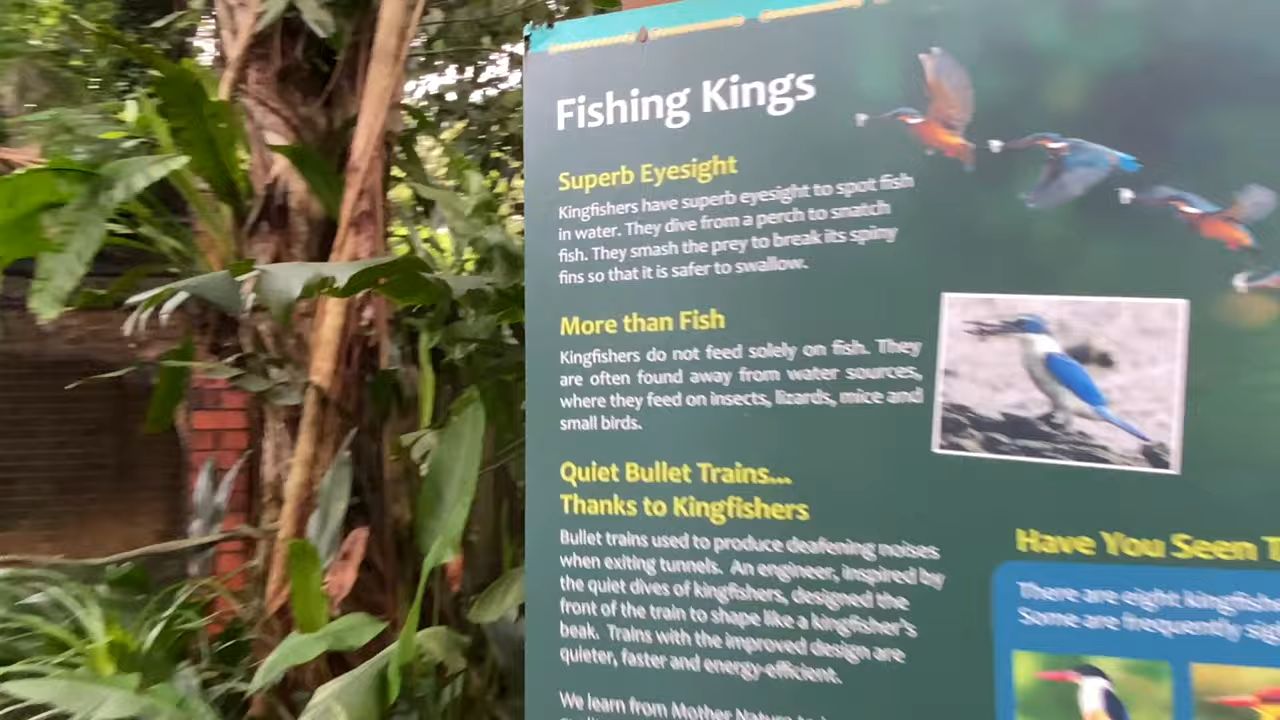 Fishing Kings
Superb Eyesight
Kingfishers have superb eyesight to spot fish
in water. They dive from a perch to snatch
fish. They smash the prey to break its spiny
fins so that it is safer to swallow.
More than Fish
Kingfishers do not feed solely on fish. They
are often found away from water sources,
where they feed on insects, lizards, mice and
small birds.
Quiet Bullet Trains...
Thanks to Kingfishers
Bullet trains used to produce deafening noises
when exiting tunnels. An engineer, inspired by
the quiet dives of kingfishers, designed the
front of the train to shape like a kingfisher's
beak. Trains with the improved design are
quieter, faster and energy-efficient.
We learn from Mother Nature
Have You Seen T
There are eight kingfishe
Some are frequently sig